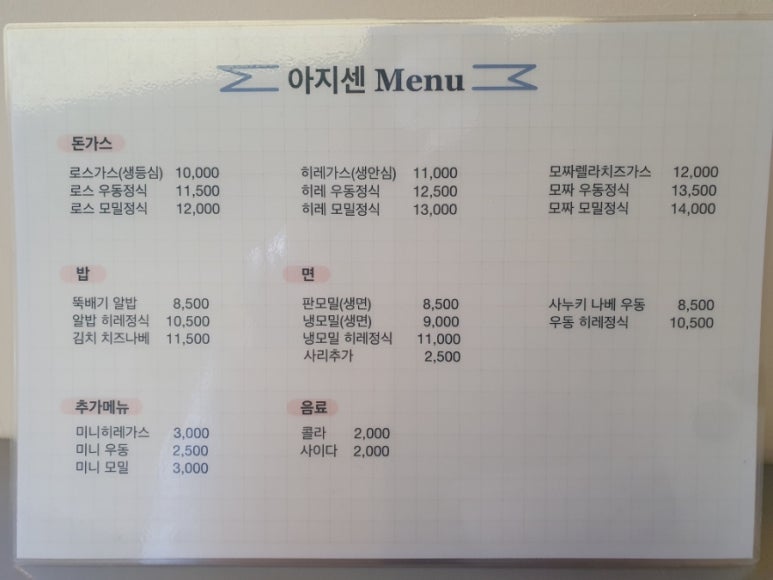 아지센 Menu
돈가스
로스가스(생등심) 10,000
로스 우동정식 11,500
로스 모밀정식 12,000
히레가스(생안심) 11,000
히레 우동정식 12,500
히레 모밀정식 13,000
모짜렐라치즈가스 12,000
모짜 우동정식 13,500
모짜 모밀정식 14,000
밥
뚝배기 알밥 8,500
알밥 히레정식 10,500
김치 치즈나베 11,500
면
판모밀(생면) 8,500
냉모밀(생면) 9,000
냉모밀 히레정식 11,000
사리추가 2,500
사누키 나베 우동 8,500
우동 히레정식 10,500
추가메뉴
미니히레가스 3,000
미니 우동 2,500
미니 모밀 3,000
음료
콜라 2,000
사이다 2,000